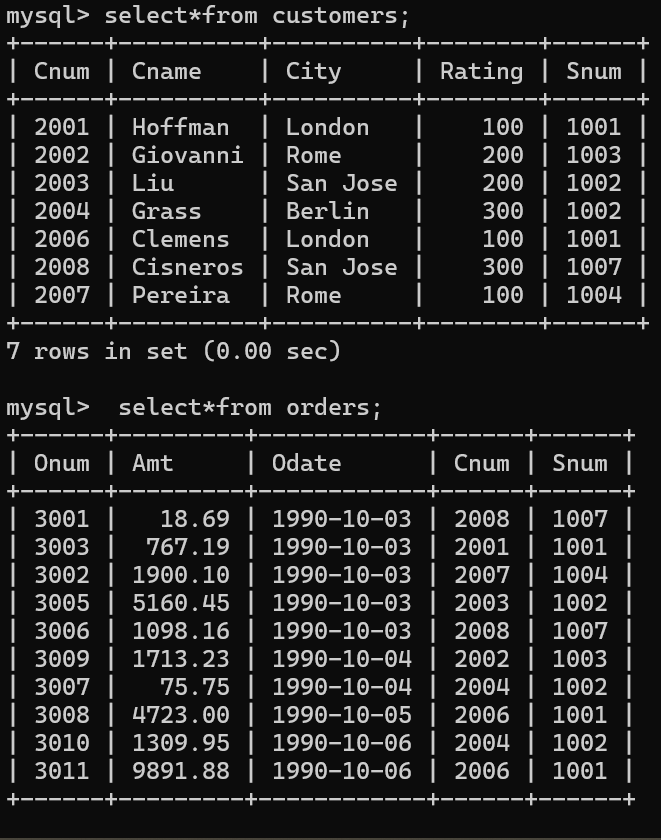 mysql> select*from customers;
+------+----------+-----------+--------+------+
| Cnum | Cname    | City      | Rating | Snum |
+------+----------+-----------+--------+------+
| 2001 | Hoffman  | London    |    100 | 1001 |
| 2002 | Giovanni | Rome      |    200 | 1003 |
| 2003 | Liu      | San Jose  |    200 | 1002 |
| 2004 | Grass    | Berlin    |    300 | 1002 |
| 2006 | Clemens  | London    |    100 | 1001 |
| 2008 | Cisneros | San Jose  |    300 | 1007 |
| 2007 | Pereira  | Rome      |    100 | 1004 |
+------+----------+-----------+--------+------+
7 rows in set (0.00 sec)

mysql>  select*from orders;
+------+---------+------------+------+------+
| Onum | Amt     | Odate      | Cnum | Snum |
+------+---------+------------+------+------+
| 3001 |   18.69 | 1990-10-03 | 2008 | 1007 |
| 3003 |  767.19 | 1990-10-03 | 2001 | 1001 |
| 3002 | 1900.10 | 1990-10-03 | 2007 | 1004 |
| 3005 | 5160.45 | 1990-10-03 | 2003 | 1002 |
| 3006 | 1098.16 | 1990-10-03 | 2008 | 1007 |
| 3009 | 1713.23 | 1990-10-04 | 2002 | 1003 |
| 3007 |   75.75 | 1990-10-04 | 2004 | 1002 |
| 3008 | 4723.00 | 1990-10-05 | 2006 | 1001 |
| 3010 | 1309.95 | 1990-10-06 | 2004 | 1002 |
| 3011 | 9891.88 | 1990-10-06 | 2006 | 1001 |
+------+---------+------------+------+------+